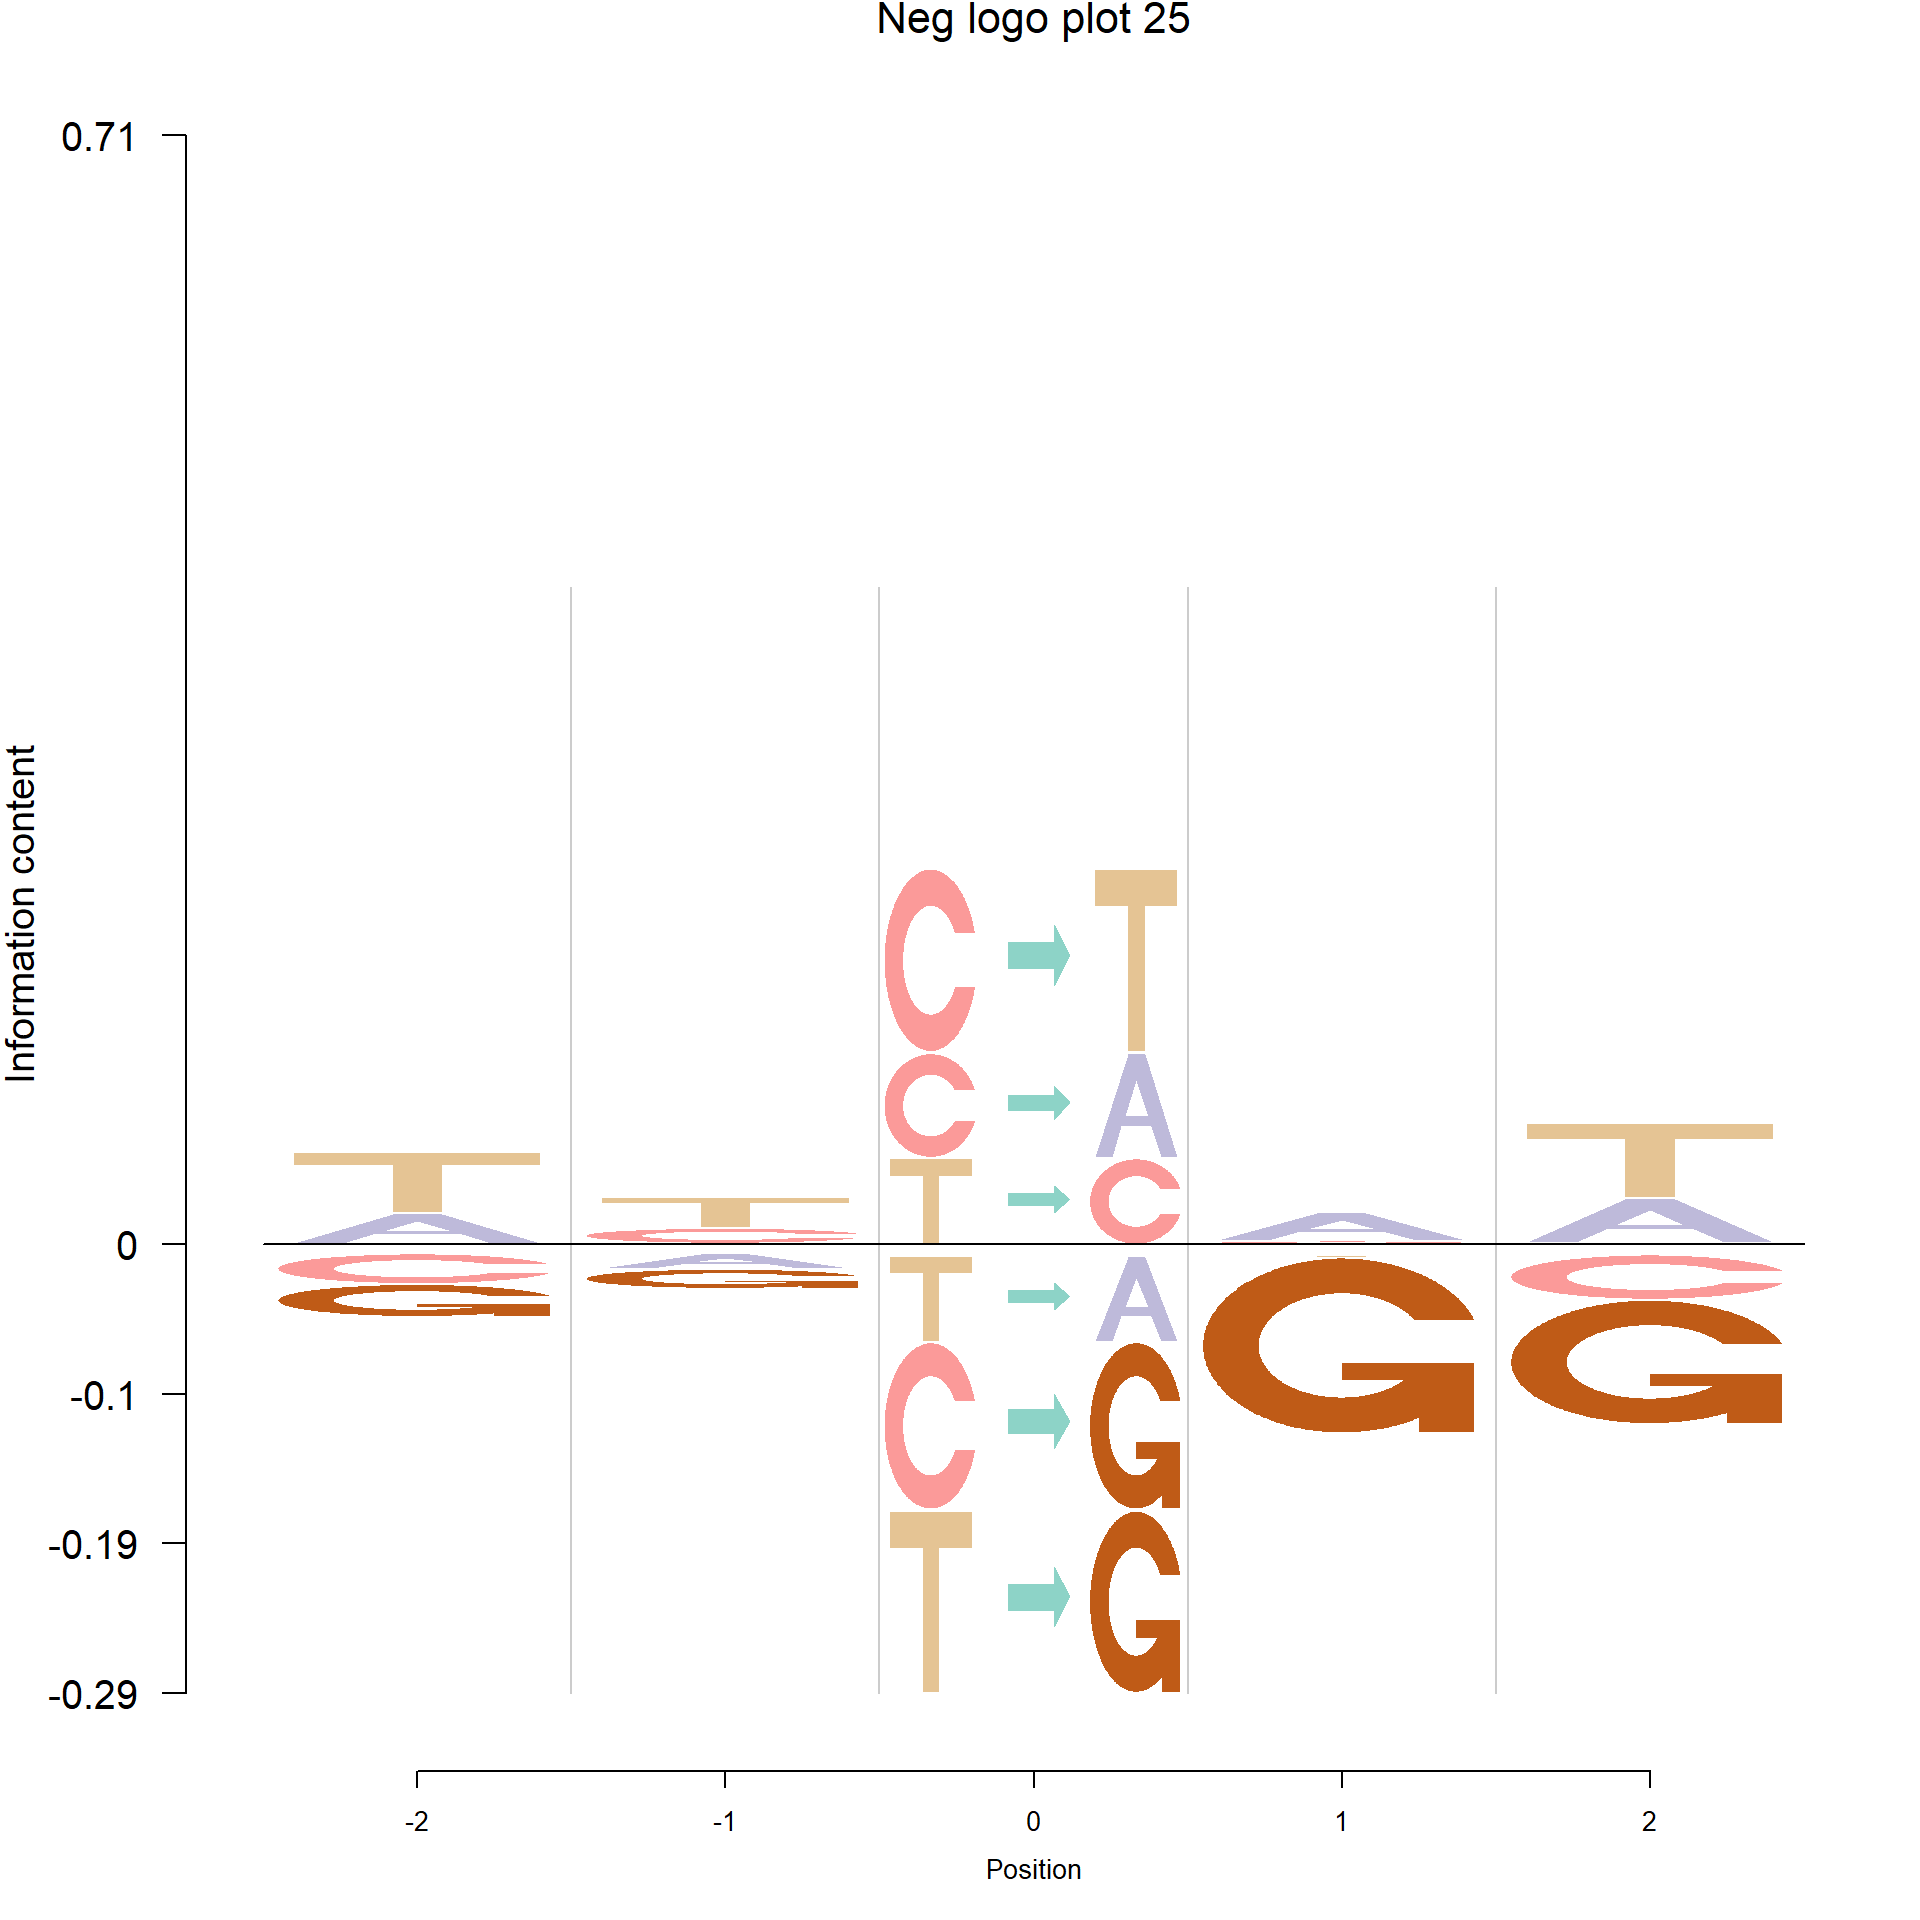 Neg logo plot 25
0.71
0
-0.1
-0.19
-0.29
Information content
T
A
C
G
T
C
A
G
C T
C A
T C
T A
C G
T G
A
G
T
A
C
G
-2 -1 0 1 2
Position